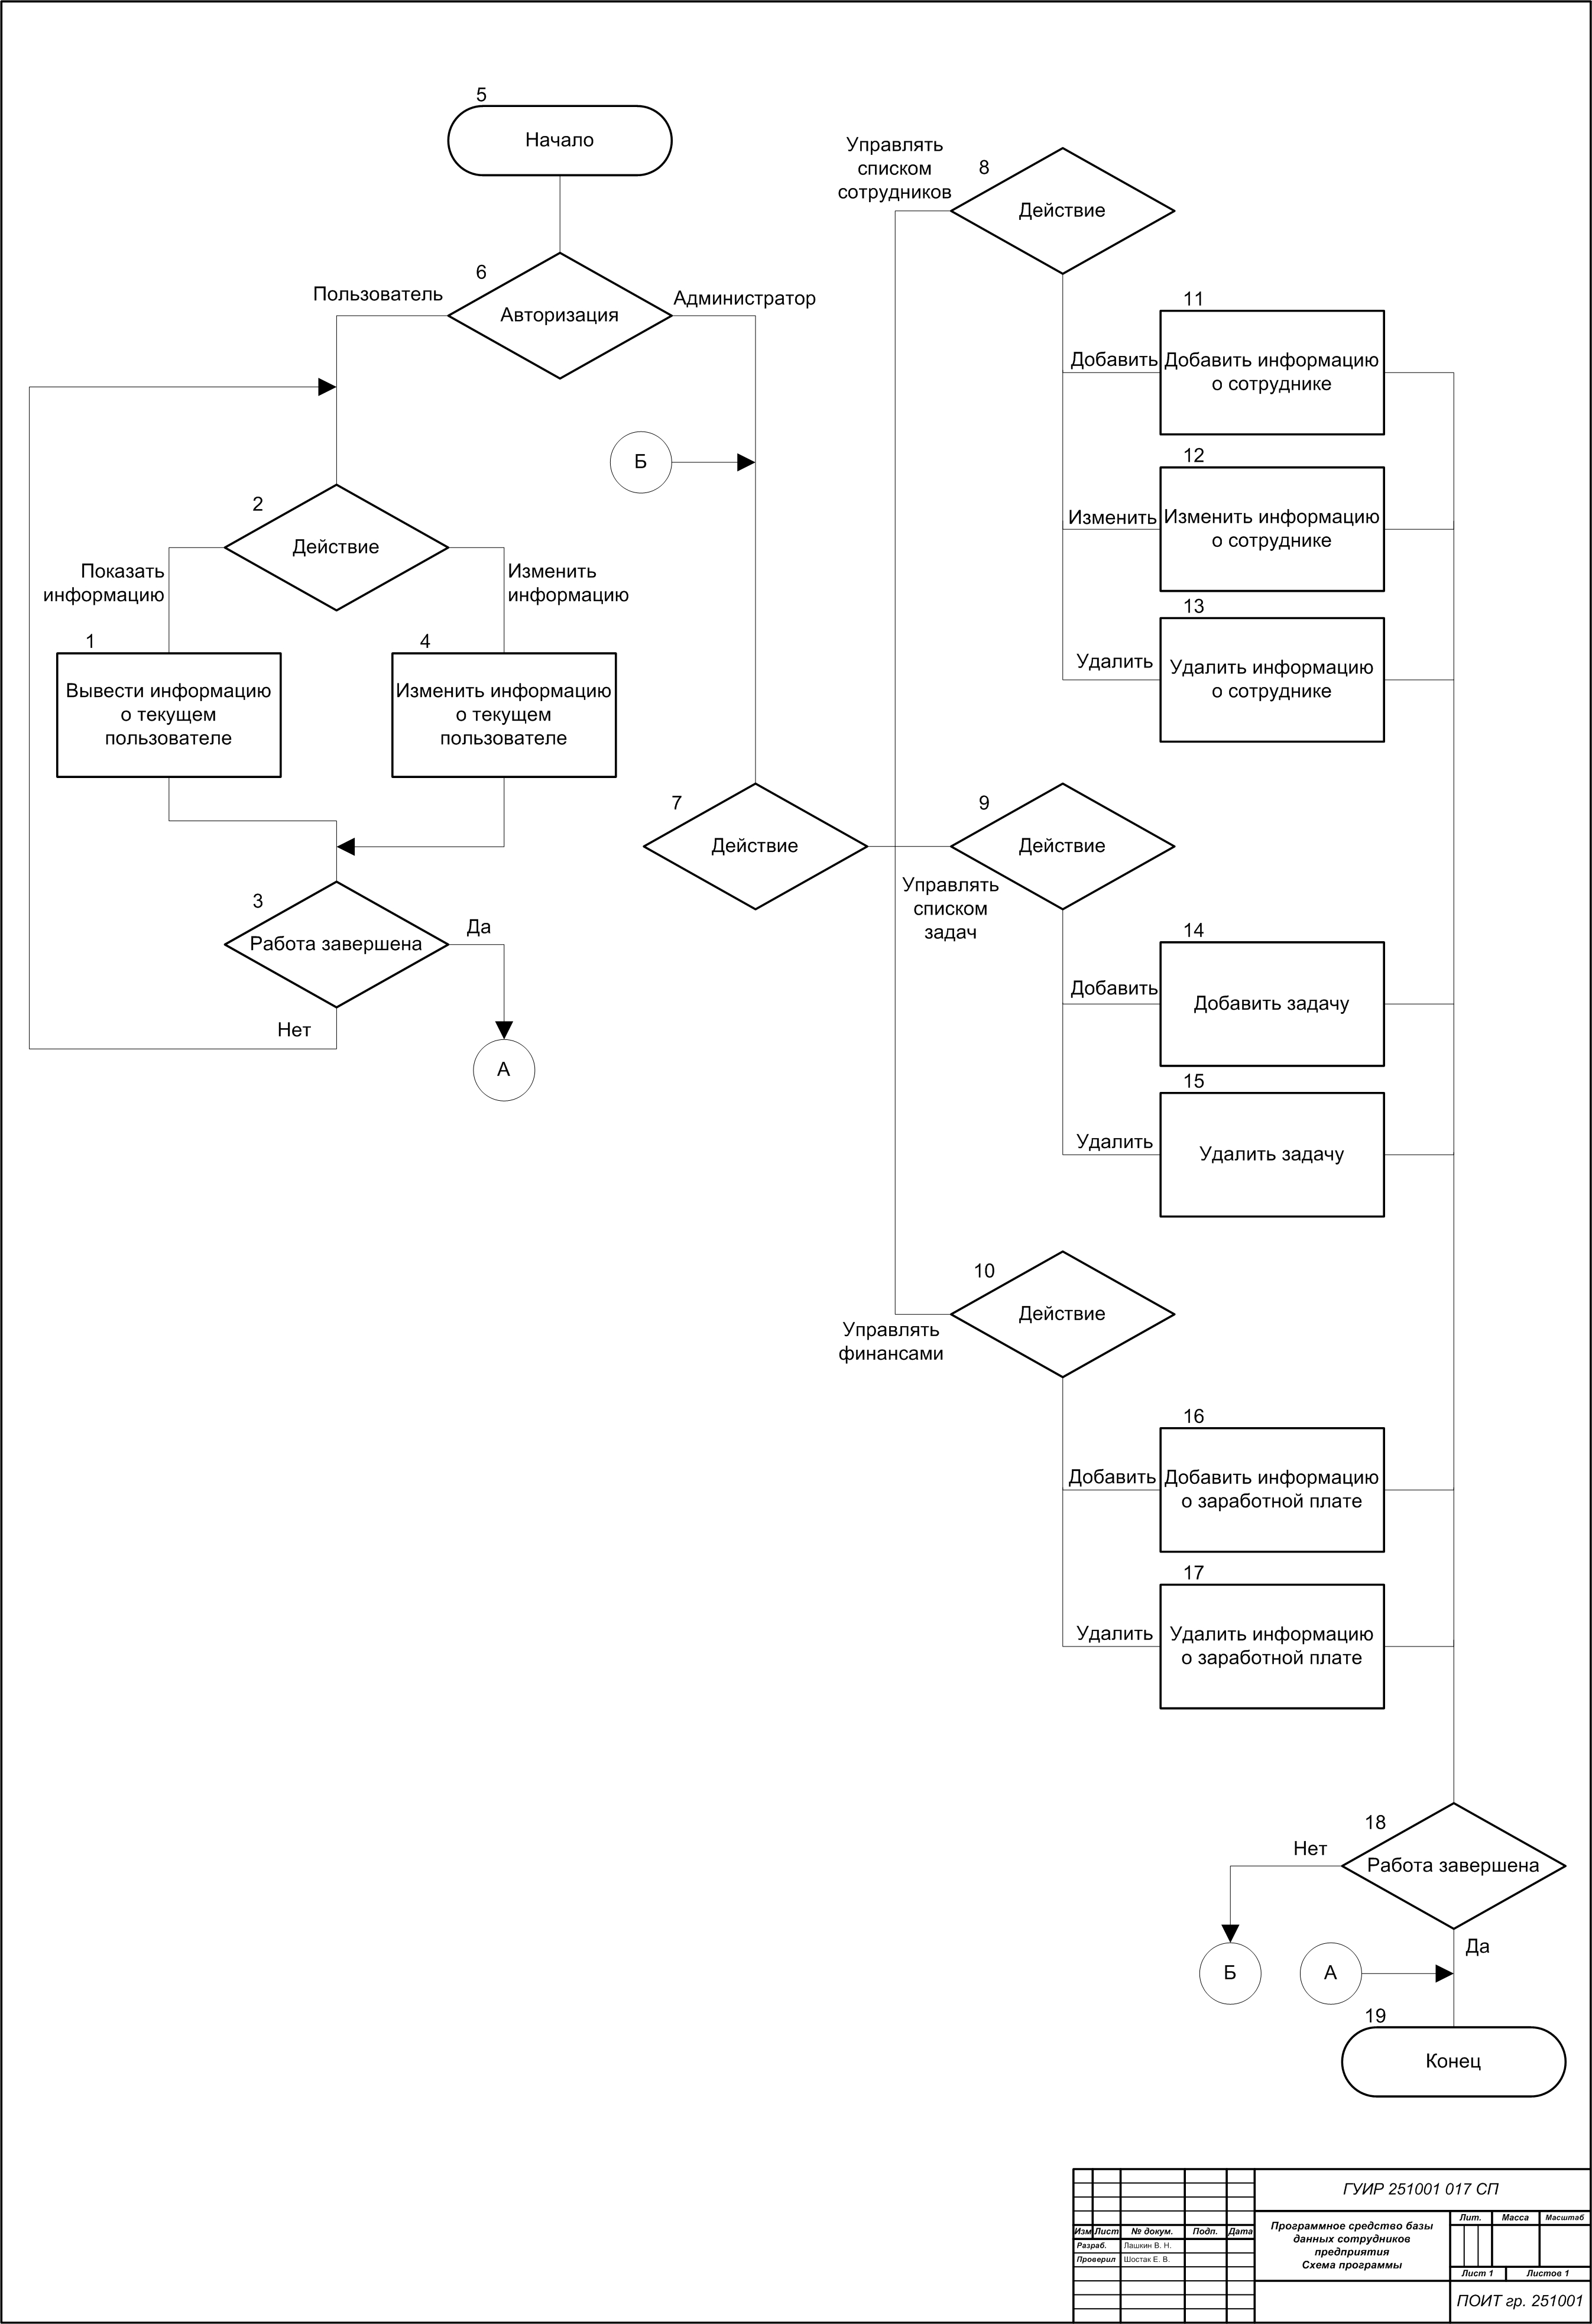 5
Начало
6
Авторизация
Пользователь
Администратор
Б
2
Действие
Показать
информацию
Изменить
информацию
1
Вывести информацию
о текущем
пользователе
4
Изменить информацию
о текущем
пользователе
3
Работа завершена
Да
Нет
А
7
Действие
Управлять
списком
сотрудников
8
Действие
11
Добавить
Добавить информацию
о сотруднике
12
Изменить
Изменить информацию
о сотруднике
13
Удалить
Удалить информацию
о сотруднике
9
Действие
Управлять
списком
задач
14
Добавить
Добавить задачу
15
Удалить
Удалить задачу
10
Действие
Управлять
финансами
16
Добавить
Добавить информацию
о заработной плате
17
Удалить
Удалить информацию
о заработной плате
18
Работа завершена
Нет
Да
Б
А
19
Конец
ГУИР 251001 017 СП
Изм Лист № докум. Подп. Дата
Разраб. Лашкин В. Н.
Проверил Шостак Е. В.
Программное средство базы
данных сотрудников
предприятия
Схема программы
Лит. Масса Масштаб
Лист 1 Листов 1
ПОИТ гр. 251001